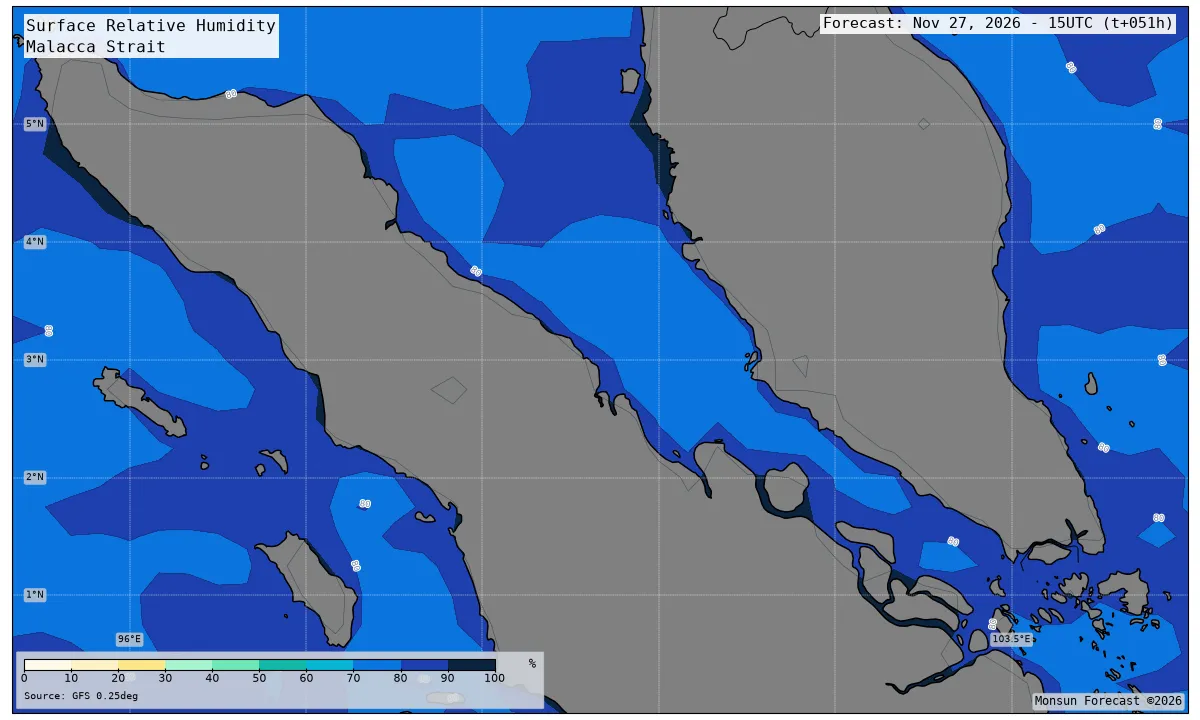 Surface Relative Humidity
Malacca Strait
Forecast: Nov 27, 2026 - 15UTC (t+051h)
80
80
80
5°N
80
4°N
80
80
3°N
80
80
2°N
80
80
80
80
1°N
80
96°E
103.5°E
%
0 10 20 30 40 50 60 70 80 90 100
Source: GFS 0.25deg
Monsun Forecast ©2026